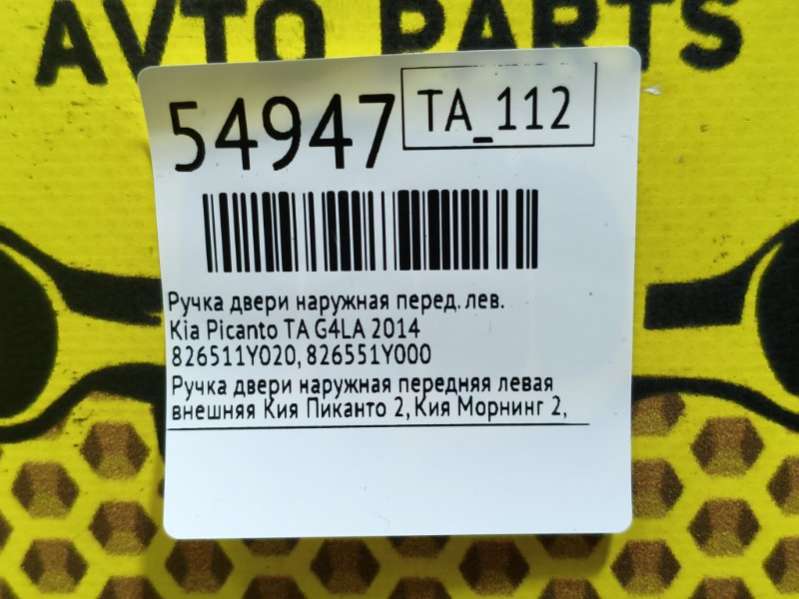 AVTO PARTS
54947
TA_112
Ручка двери наружная перед. лев.
Kia Picanto TA G4LA 2014
826511Y020, 826551Y000
Ручка двери наружная передняя левая
внешняя Кия Пиканто 2, Кия Морнинг 2,